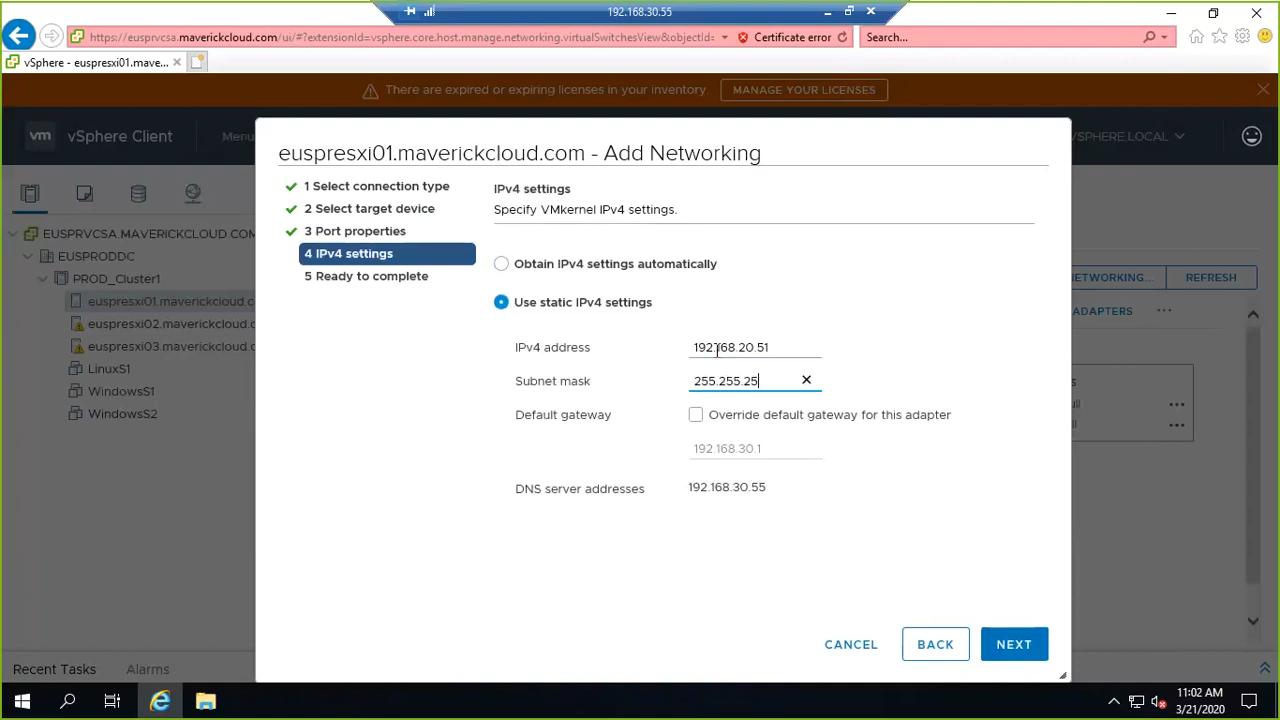 192.168.30.55
https://eusprvcsa.maverickcloud.com/ui/#?extensionId=vsphere.core.host.manage.networking.virtualSwitchesView&objectId=
Certificate error
Search...
vSphere - euspresxi01.mave...
There are expired or expiring licenses in your inventory.
MANAGE YOUR LICENSES
vm vSphere Client
Menu
VSPHERE.LOCAL
euspresxi01.maverickcloud.com - Add Networking
1 Select connection type
2 Select target device
3 Port properties
4 IPv4 settings
5 Ready to complete
IPv4 settings
Specify VMkernel IPv4 settings.
Obtain IPv4 settings automatically
Use static IPv4 settings
IPv4 address 192.168.20.51
Subnet mask 255.255.25
Default gateway Override default gateway for this adapter
192.168.30.1
DNS server addresses 192.168.30.55
CANCEL BACK NEXT
EUSPRVCSA.MAVERICKCLOUD.COM
EUSPRODDC
PROD_Cluster1
euspresxi01.maverickcloud.c
euspresxi02.maverickcloud.c
euspresxi03.maverickcloud.c
LinuxS1
WindowsS1
WindowsS2
NETWORKING... REFRESH
ADAPTERS ...
Recent Tasks Alarms
11:02 AM
3/21/2020